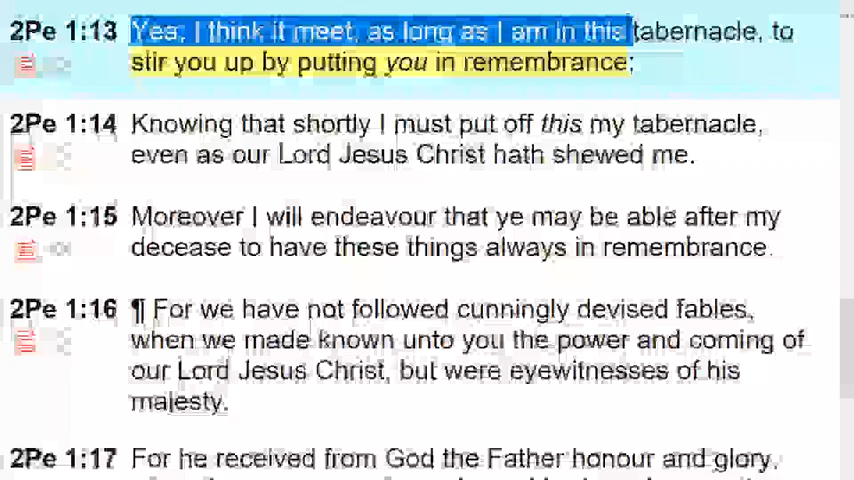 2Pe 1:13 Yea, I think it meet, as long as I am in this tabernacle, to
stir you up by putting you in remembrance;
2Pe 1:14 Knowing that shortly I must put off this my tabernacle,
even as our Lord Jesus Christ hath shewed me.
2Pe 1:15 Moreover I will endeavour that ye may be able after my
decease to have these things always in remembrance.
2Pe 1:16 ¶ For we have not followed cunningly devised fables,
when we made known unto you the power and coming of
our Lord Jesus Christ, but were eyewitnesses of his
majesty.
2Pe 1:17 For he received from God the Father honour and glory,